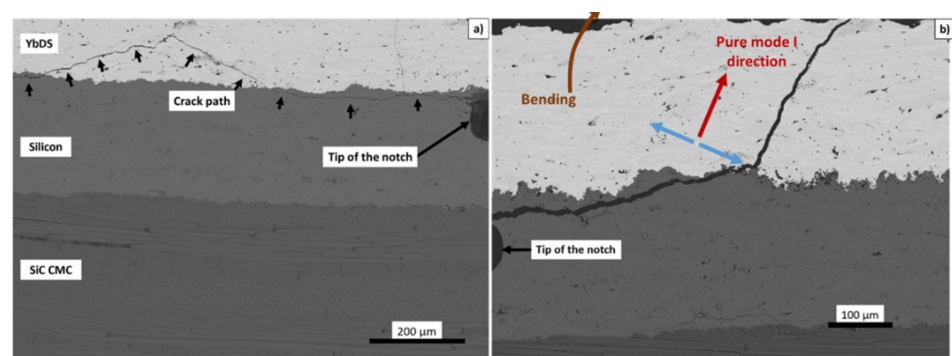 YbDS
a)
Crack path
Silicon
Tip of the notch
SiC CMC
200 µm
b)
Pure mode I
direction
Bending
Tip of the notch
100 µm